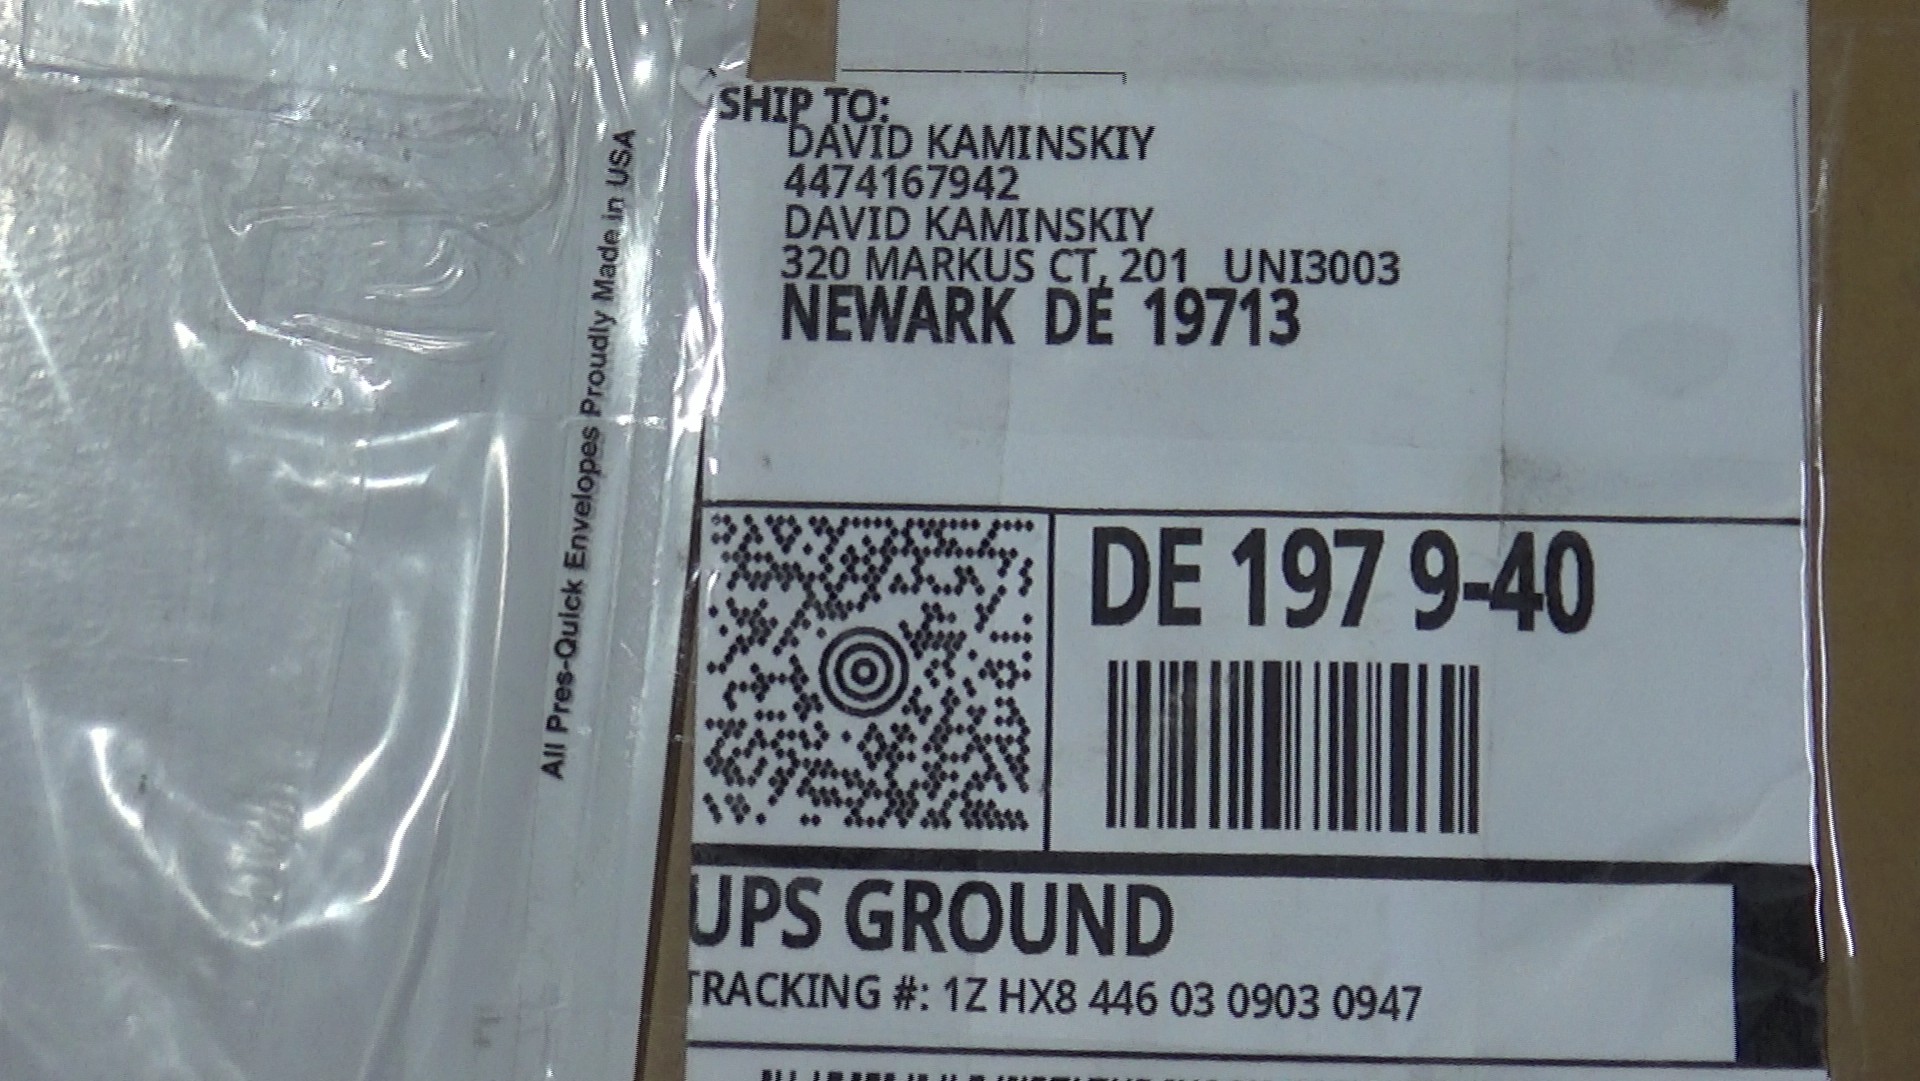 SHIP TO:
DAVID KAMINSKIY
4474167942
DAVID KAMINSKIY
320 MARKUS CT, 201 UNI3003
NEWARK DE 19713
DE 197 9-40
UPS GROUND
TRACKING #: 1Z HX8 446 03 0903 0947
All Pres-Quick Envelopes Proudly Made in USA